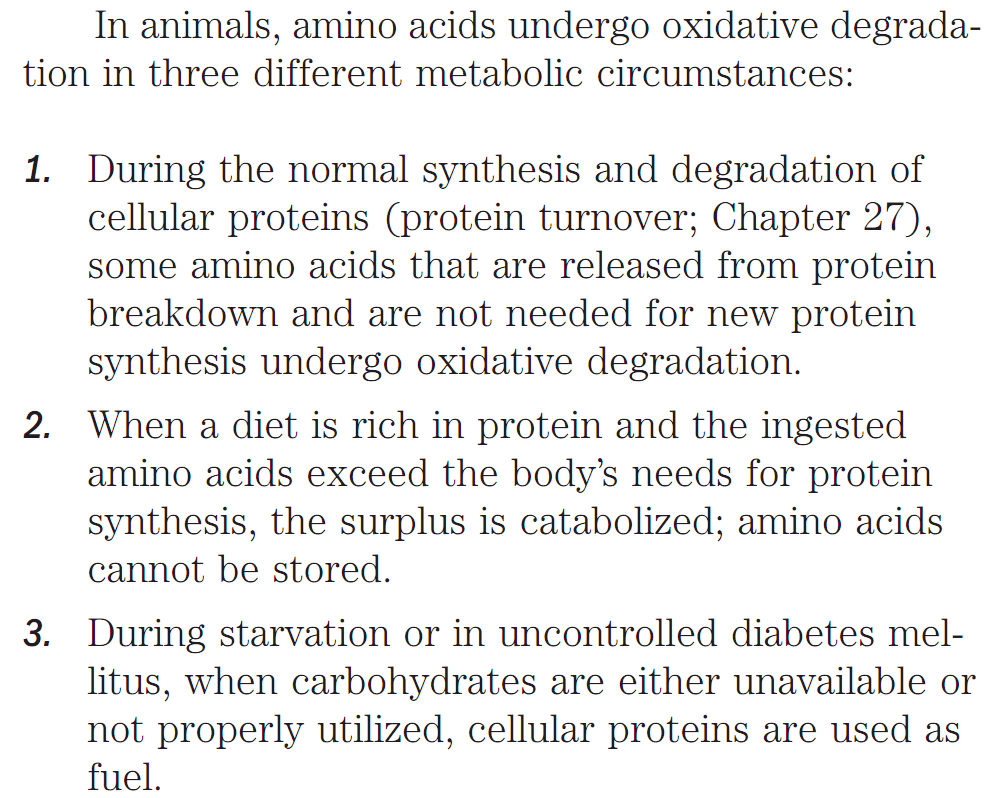 In animals, amino acids undergo oxidative degrada-
tion in three different metabolic circumstances:
1. During the normal synthesis and degradation of
cellular proteins (protein turnover; Chapter 27),
some amino acids that are released from protein
breakdown and are not needed for new protein
synthesis undergo oxidative degradation.
2. When a diet is rich in protein and the ingested
amino acids exceed the body’s needs for protein
synthesis, the surplus is catabolized; amino acids
cannot be stored.
3. During starvation or in uncontrolled diabetes mel-
litus, when carbohydrates are either unavailable or
not properly utilized, cellular proteins are used as
fuel.